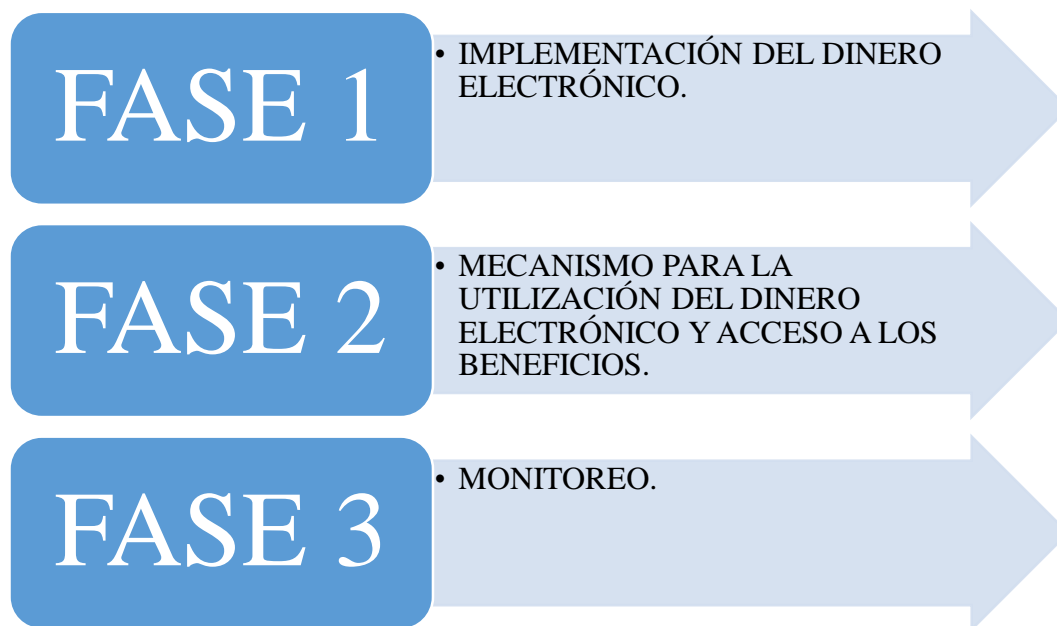 FASE 1
• IMPLEMENTACIÓN DEL DINERO
ELECTRÓNICO.
FASE 2
• MECANISMO PARA LA
UTILIZACIÓN DEL DINERO
ELECTRÓNICO Y ACCESO A LOS
BENEFICIOS.
FASE 3
• MONITOREO.